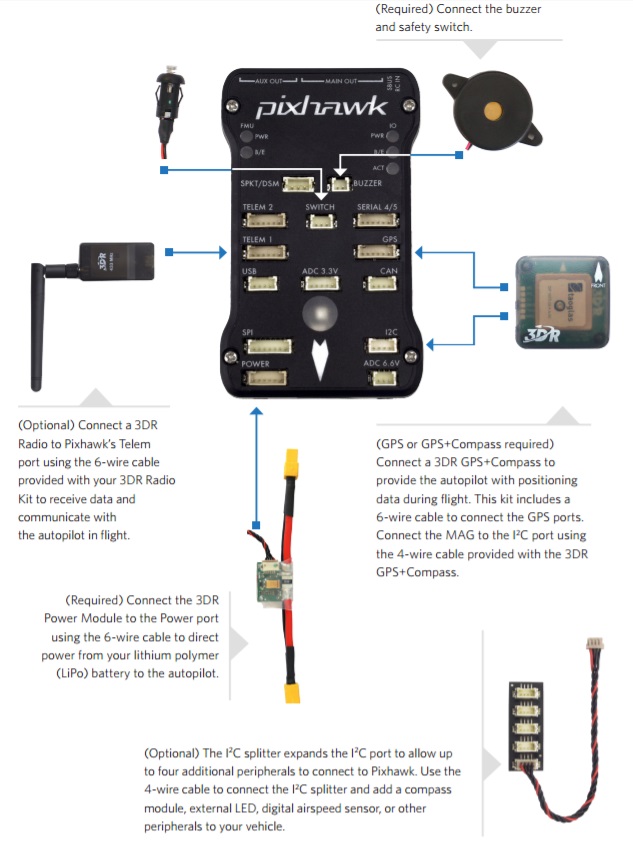 (Required) Connect the buzzer
and safety switch.
AUX OUT
MAIN OUT
SBUS
RC IN
pixhawk
FMU
PWR
B/E
IO
PWR
B/E
ACT
SPKT/DSM
BUZZER
TELEM 2
SWITCH
SERIAL 4/5
TELEM 1
GPS
USB
ADC 3.3V
CAN
SPI
I2C
POWER
ADC 6.6V
3DR
FRONT
taoglas
3DR
(Optional) Connect a 3DR
Radio to Pixhawk's Telem
port using the 6-wire cable
provided with your 3DR Radio
Kit to receive data and
communicate with
the autopilot in flight.
(GPS or GPS+Compass required)
Connect a 3DR GPS+Compass to
provide the autopilot with positioning
data during flight. This kit includes a
6-wire cable to connect the GPS ports.
Connect the MAG to the I²C port using
the 4-wire cable provided with the 3DR
GPS+Compass.
(Required) Connect the 3DR
Power Module to the Power port
using the 6-wire cable to direct
power from your lithium polymer
(LiPo) battery to the autopilot.
(Optional) The I²C splitter expands the I²C port to allow up
to four additional peripherals to connect to Pixhawk. Use the
4-wire cable to connect the I²C splitter and add a compass
module, external LED, digital airspeed sensor, or other
peripherals to your vehicle.